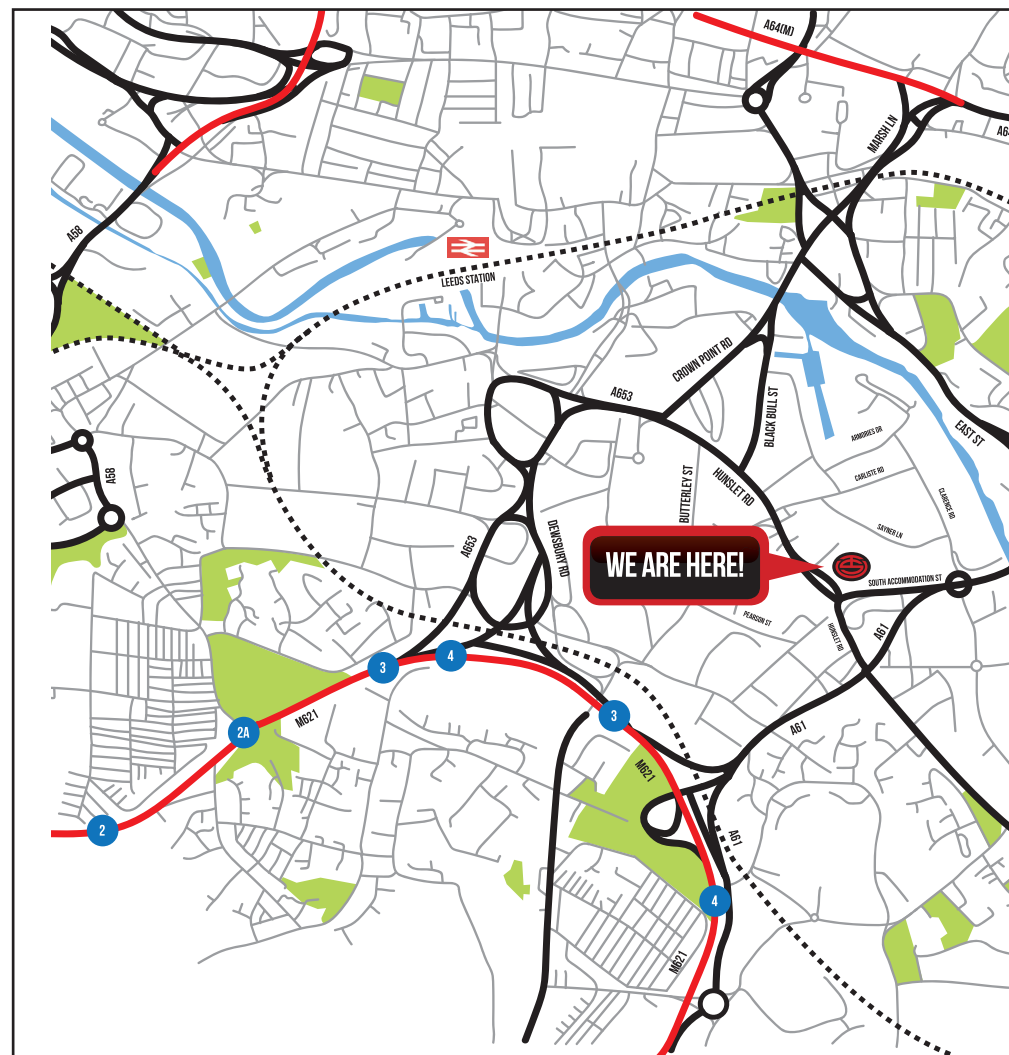 A64(M)
MARSH LN
A58
LEEDS STATION
CROWN POINT RD
A653
BLACK BULL ST
ARMORIES DR
EAST ST
CARLISTE RD
HUNSLET RD
BUTTERLEY ST
A58
CLARENCE RD
SAYNER LN
A653
DEWSBURY RD
WE ARE HERE!
SOUTH ACCOMMODATION ST
PEARSON ST
HUNSLET RD
A61
4
3
3
2A
M621
A61
M621
2
A61
4
M621